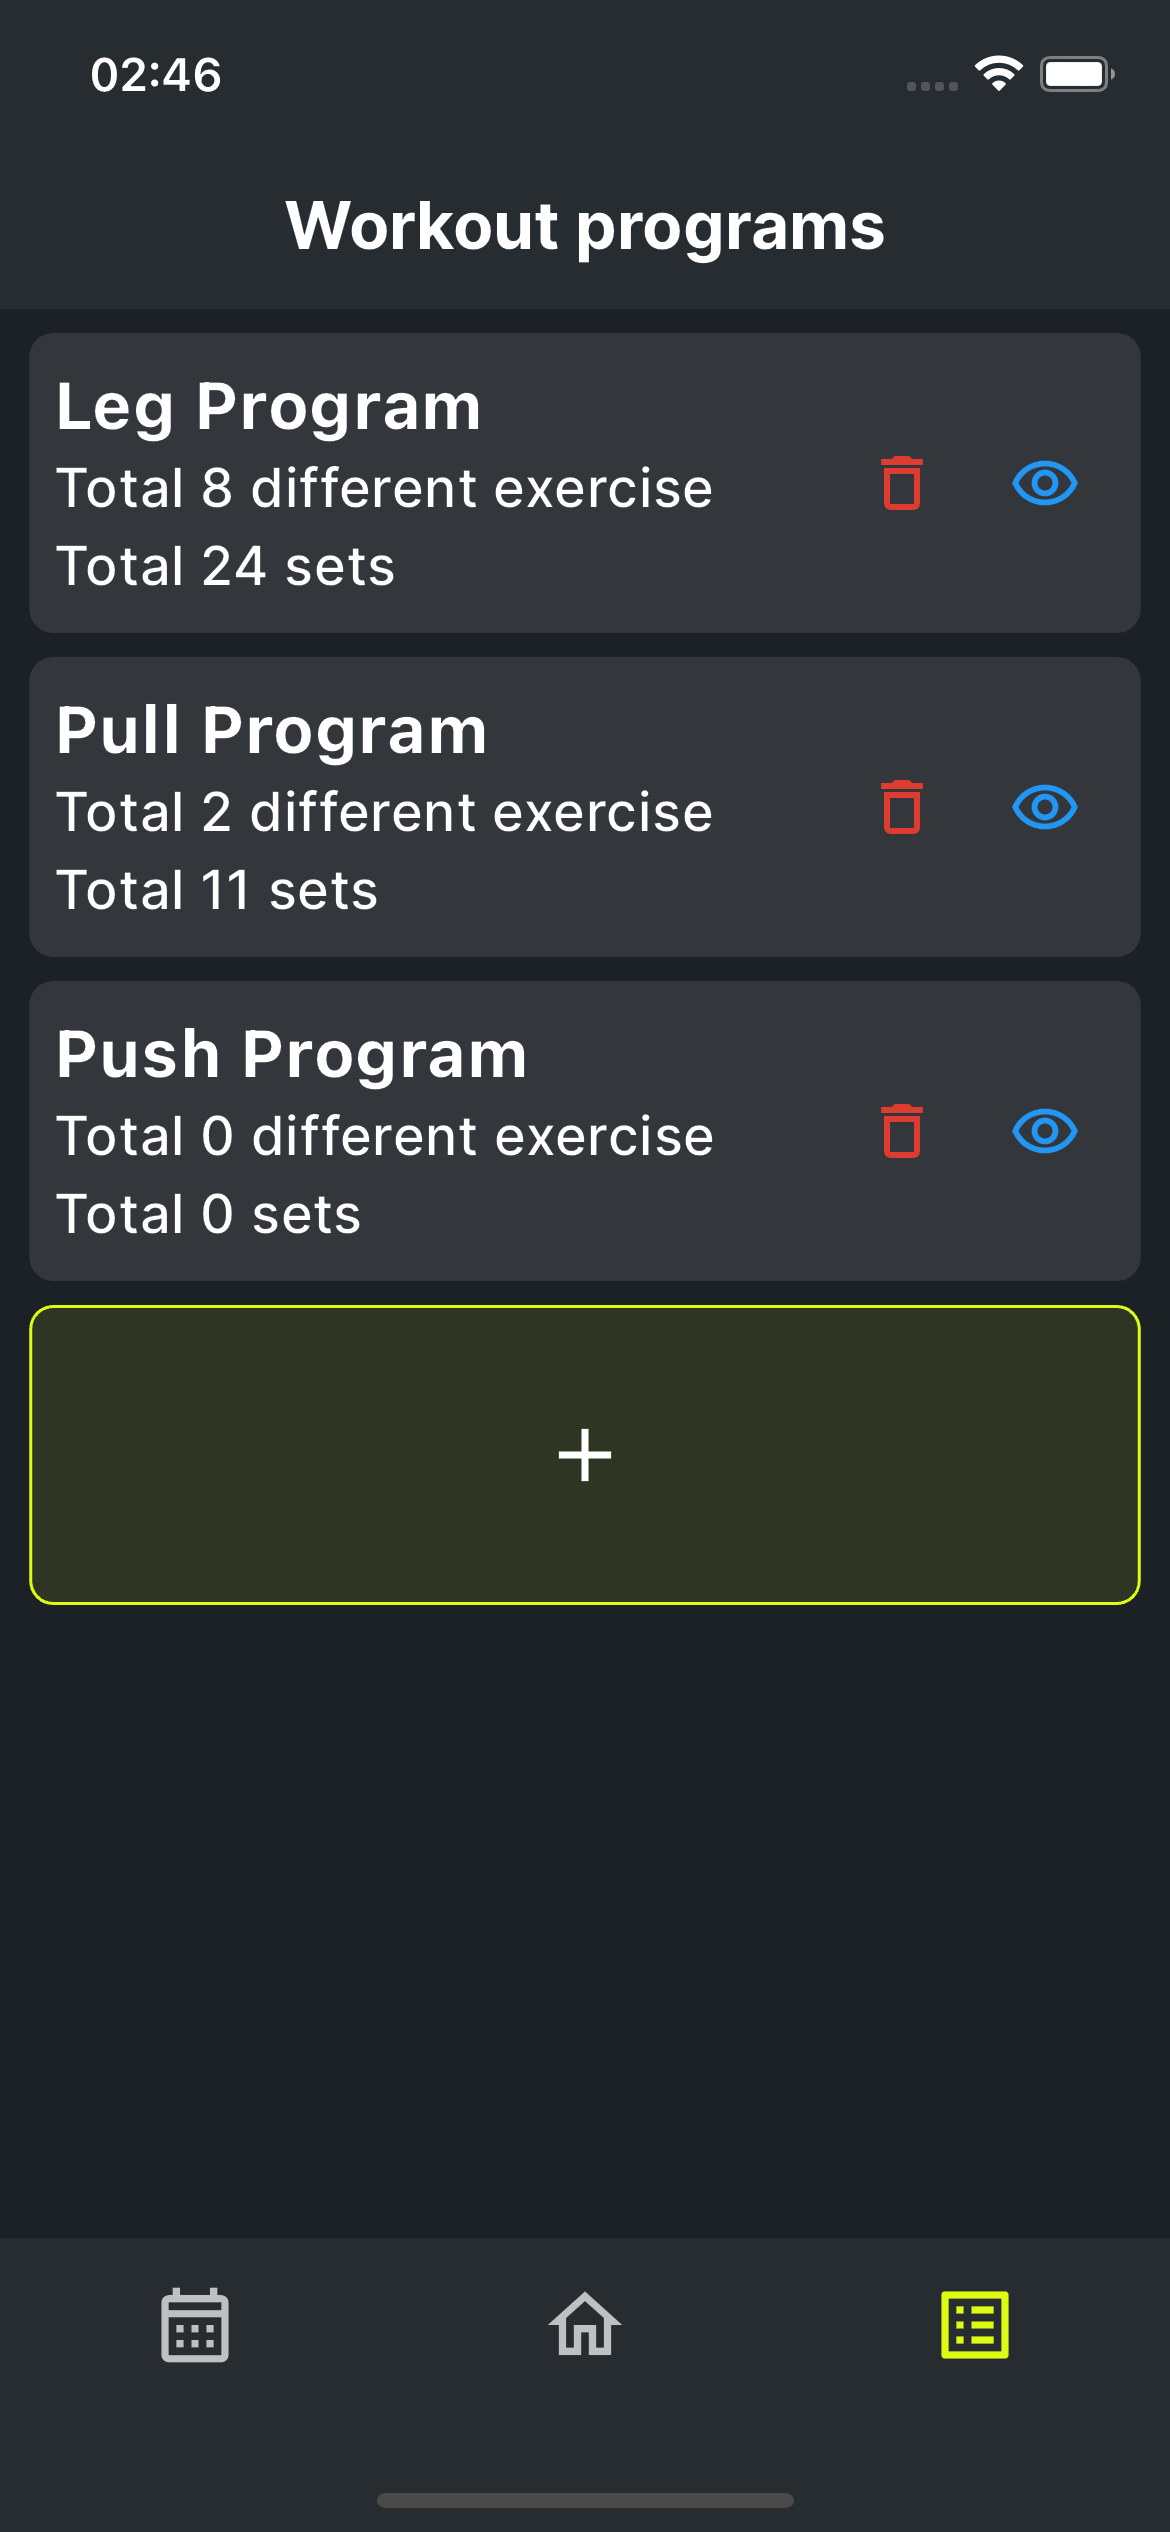 02:46
Workout programs
Leg Program
Total 8 different exercise
Total 24 sets
Pull Program
Total 2 different exercise
Total 11 sets
Push Program
Total 0 different exercise
Total 0 sets